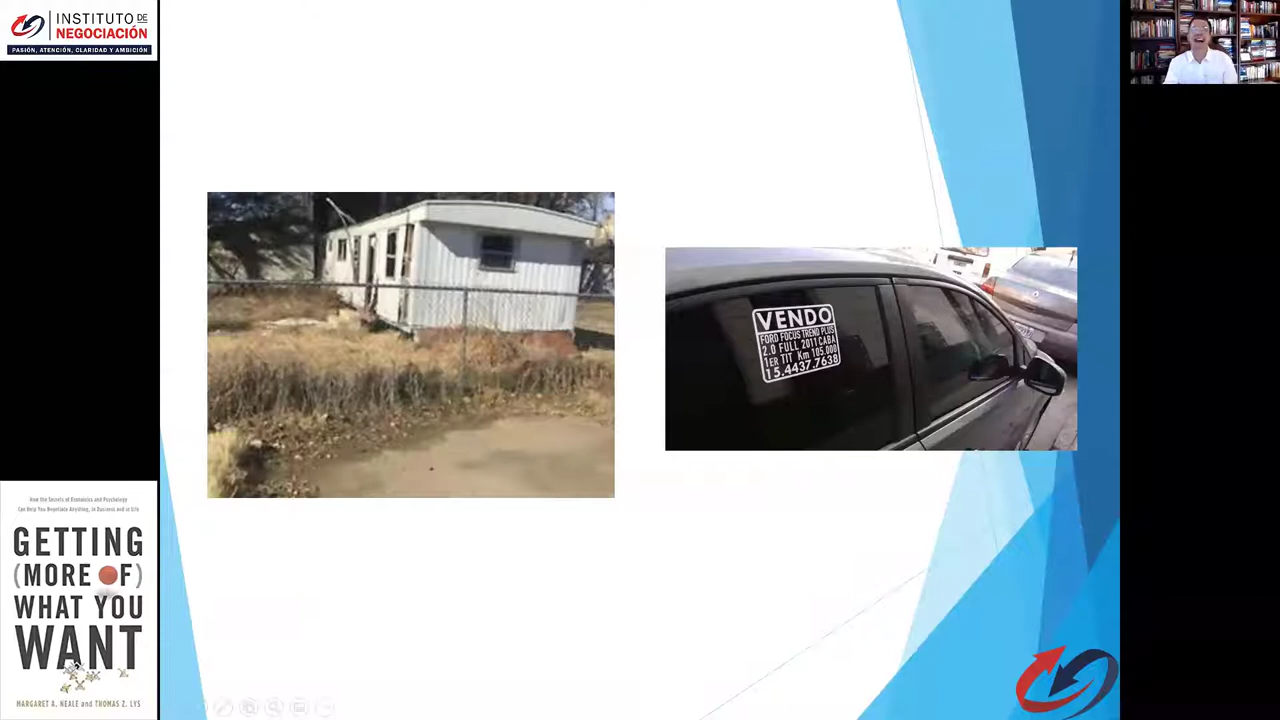 INSTITUTO DE
NEGOCIACIÓN
PASIÓN, ATENCIÓN, CLARIDAD Y AMBICIÓN
VENDO
FORD FOCUS TREND PLUS
2.0 FULL 2011 CABA
1ER TIT Km 105.000
15.4437.7638
How the Secrets of Economics and Psychology
Can Help You Negotiate Anything, in Business and in Life
GETTING
(MORE OF)
WHAT YOU
WANT
MARGARET A. NEALE and THOMAS Z. LYS